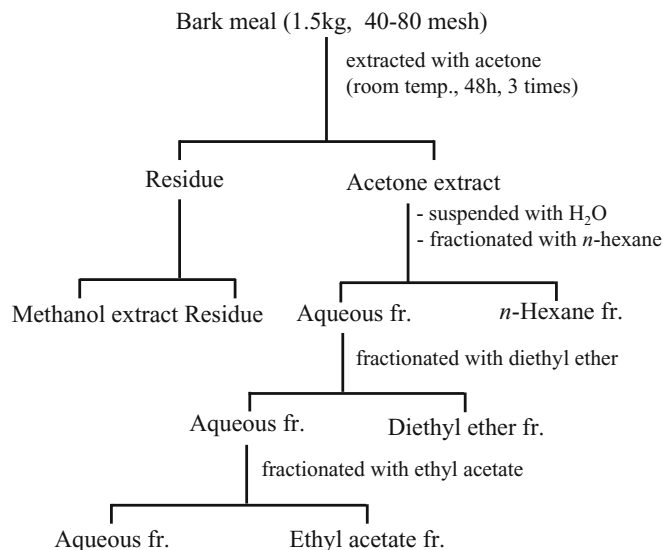 Bark meal (1.5kg, 40-80 mesh)
extracted with acetone
(room temp., 48h, 3 times)
Residue
Acetone extract
- suspended with H₂O
- fractionated with n-hexane
Methanol extract Residue
Aqueous fr.
n-Hexane fr.
fractionated with diethyl ether
Aqueous fr.
Diethyl ether fr.
fractionated with ethyl acetate
Aqueous fr.
Ethyl acetate fr.